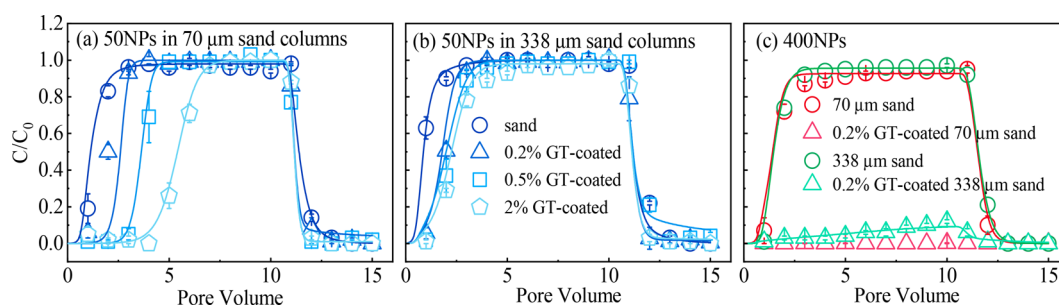 C/C0
1.2
1.0
0.8
0.6
0.4
0.2
0.0
(a) 50NPs in 70 μm sand columns
0 5 10 15
Pore Volume
(b) 50NPs in 338 μm sand columns
sand
0.2% GT-coated
0.5% GT-coated
2% GT-coated
0 5 10 15
Pore Volume
(c) 400NPs
70 μm sand
0.2% GT-coated 70 μm sand
338 μm sand
0.2% GT-coated 338 μm sand
0 5 10 15
Pore Volume